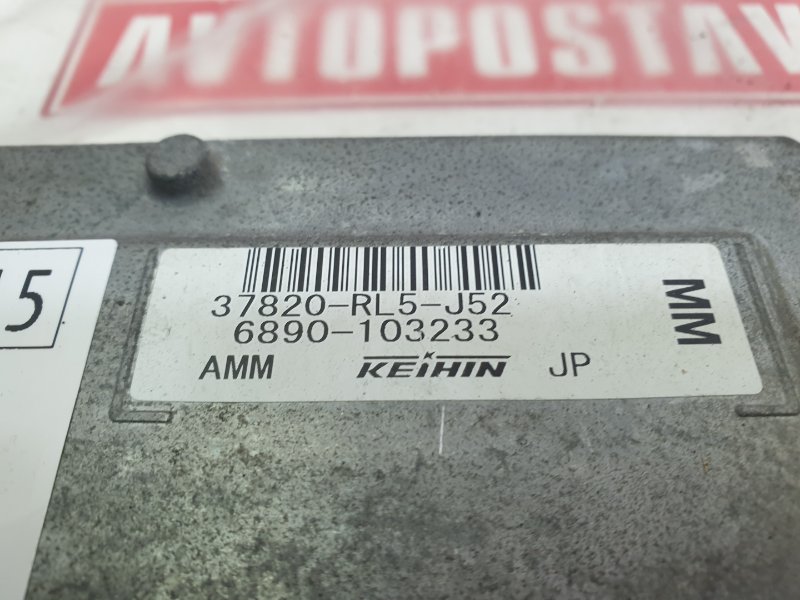 AVTOPOSTAV
15
37820-RL5-J52
6890-103233
AMM KEIHIN JP
MM